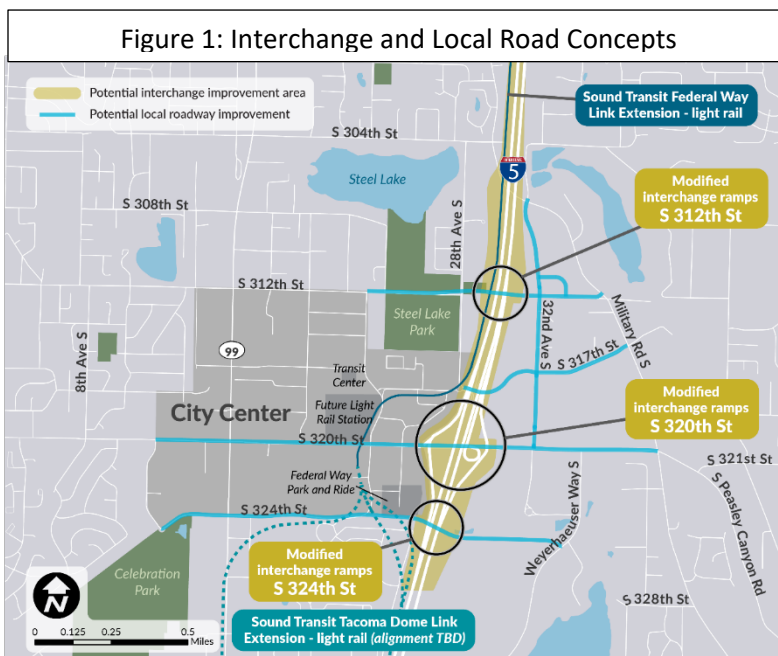 Figure 1: Interchange and Local Road Concepts
Potential interchange improvement area
Potential local roadway improvement
Sound Transit Federal Way
Link Extension - light rail
S 304th St
INTERSTATE
5
Steel Lake
Modified
interchange ramps
S 312th St
S 308th St
28th Ave S
S 312th St
8th Ave S
99
Steel Lake
Park
32nd Ave S
Military Rd S
S 317th St
Transit
Center
City Center
Future Light
Rail Station
Modified
interchange ramps
S 320th St
S 320th St
S 321st St
Federal Way
Park and Ride
S 324th St
Weyerhaeuser Way S
S Peasley Canyon Rd
Modified
interchange ramps
S 324th St
Celebration
Park
S 328th St
N
0 0.125 0.25 0.5
Miles
Sound Transit Tacoma Dome Link
Extension - light rail (alignment TBD)